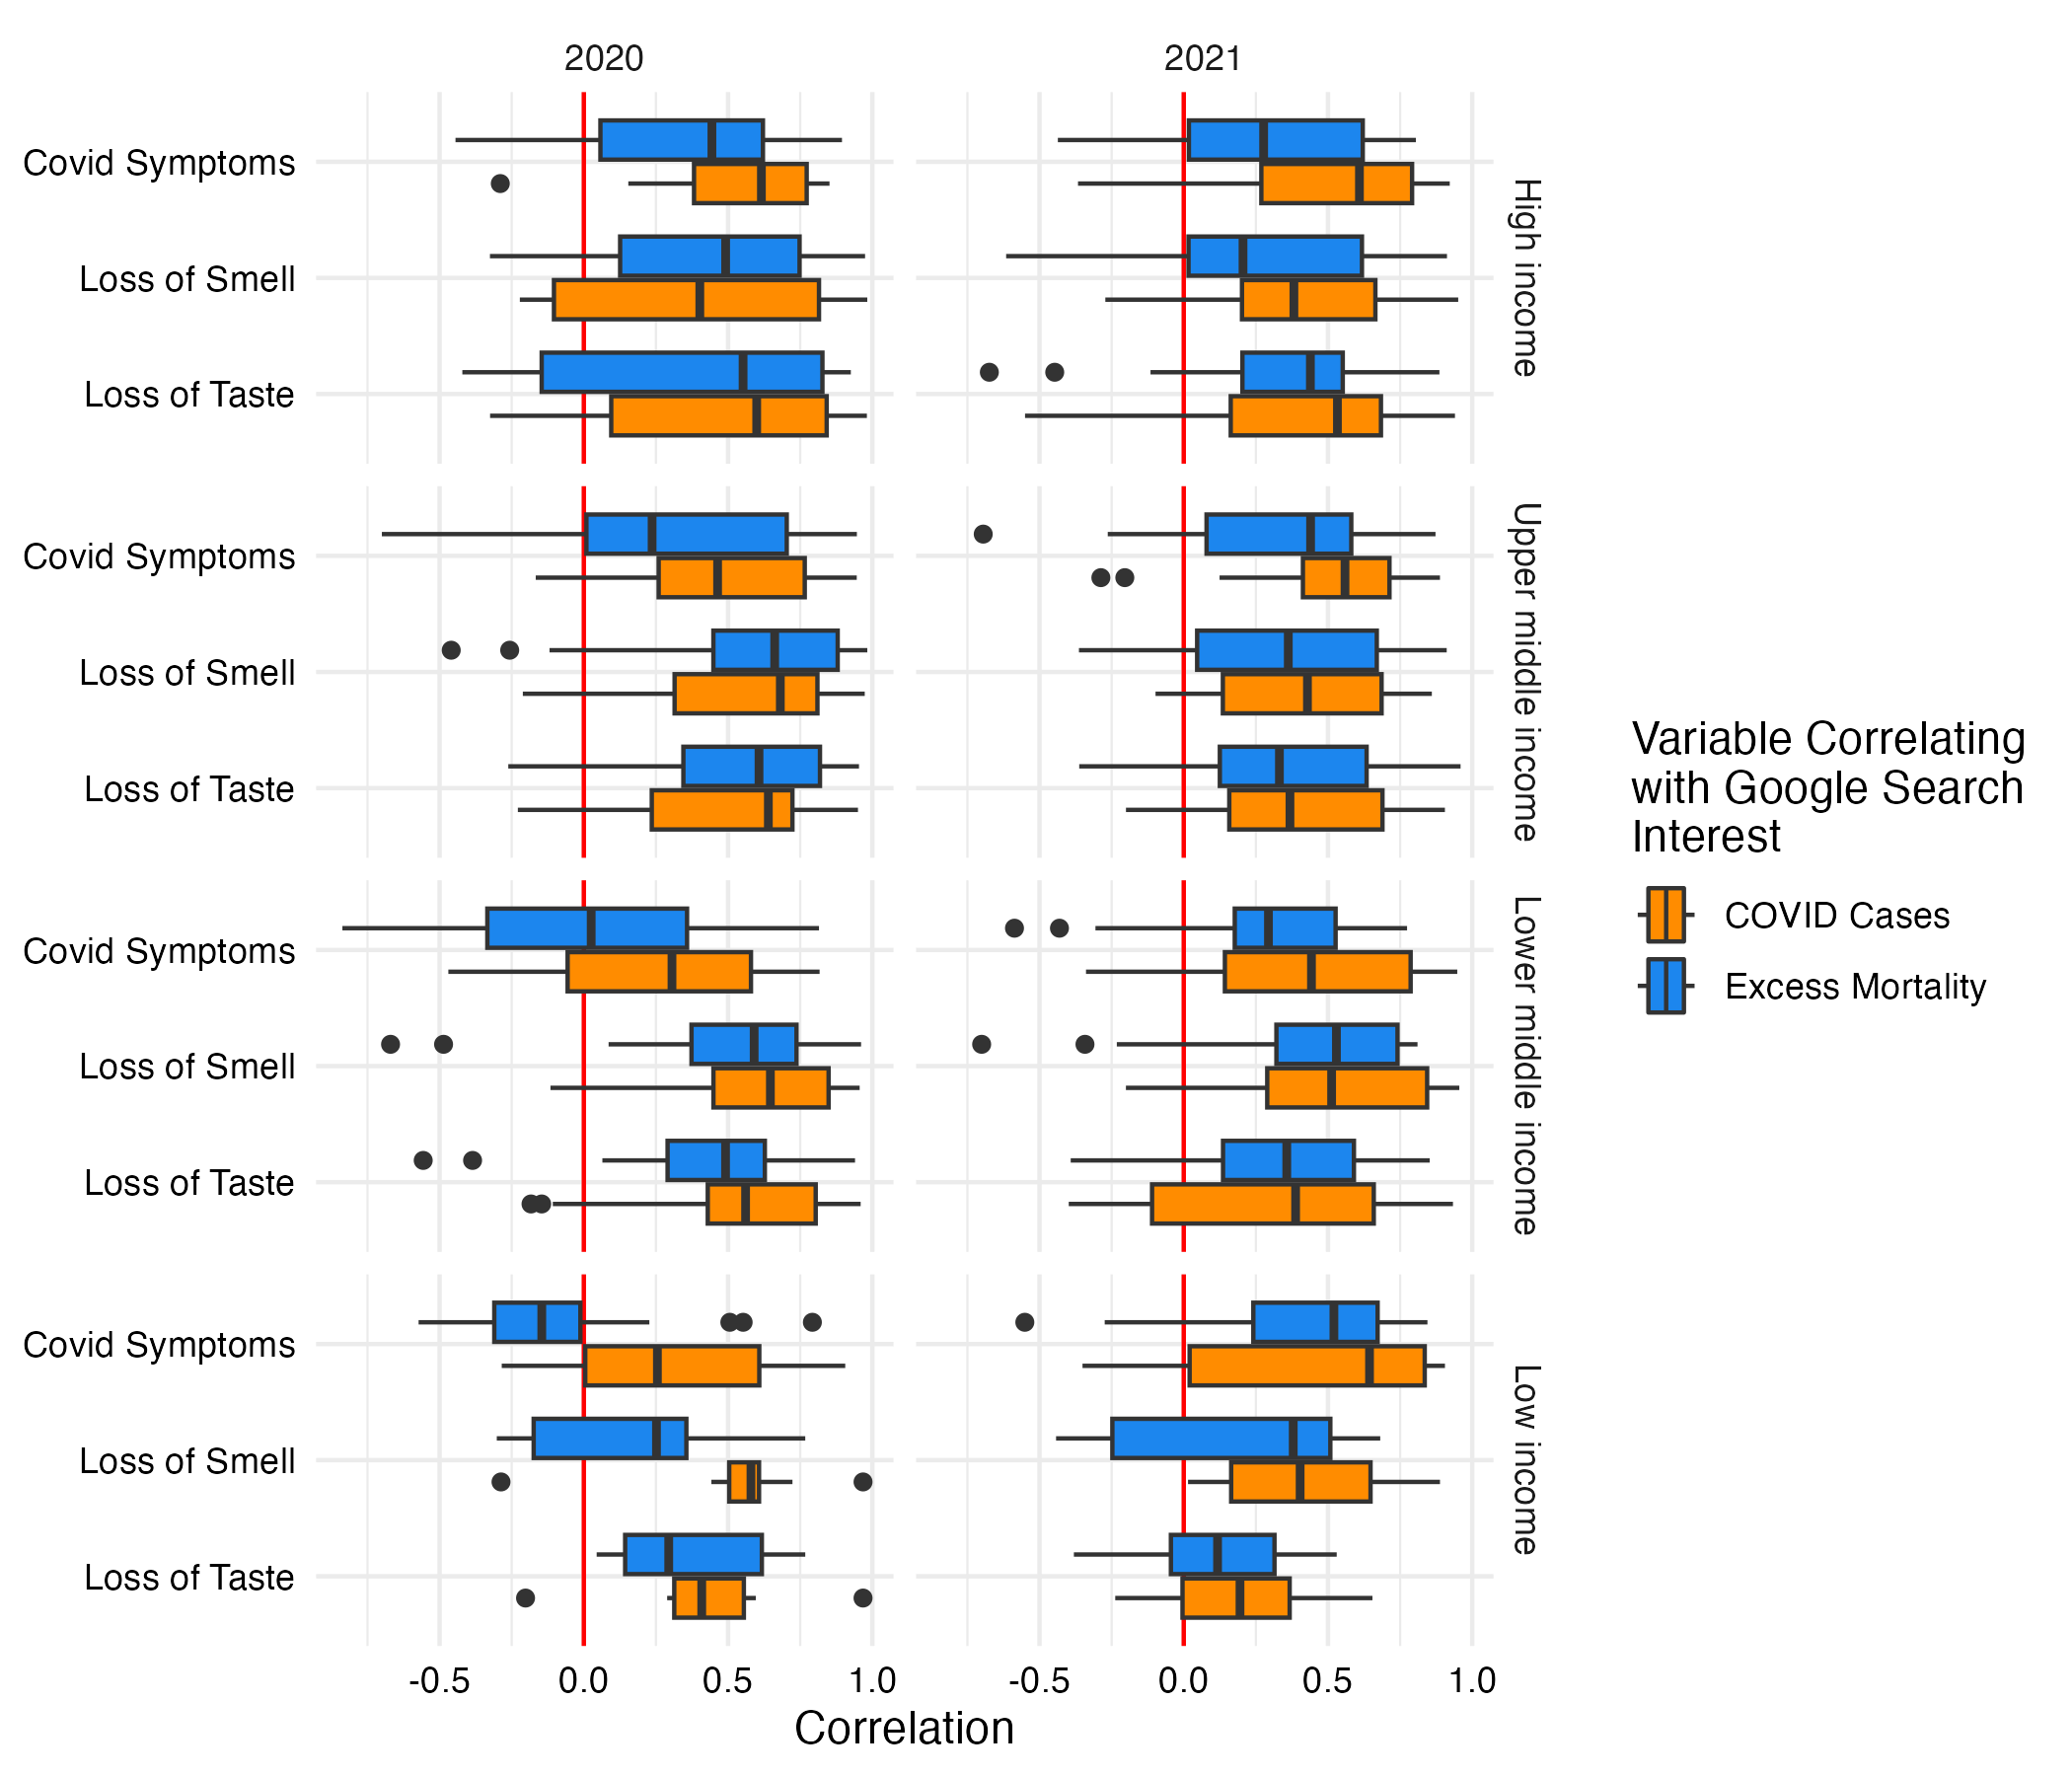 2020
2021
Covid Symptoms
Loss of Smell
Loss of Taste
High income
Covid Symptoms
Loss of Smell
Loss of Taste
Upper middle income
Covid Symptoms
Loss of Smell
Loss of Taste
Lower middle income
Covid Symptoms
Loss of Smell
Loss of Taste
Low income
-0.5 0.0 0.5 1.0
-0.5 0.0 0.5 1.0
Correlation
Variable Correlating
with Google Search
Interest
COVID Cases
Excess Mortality